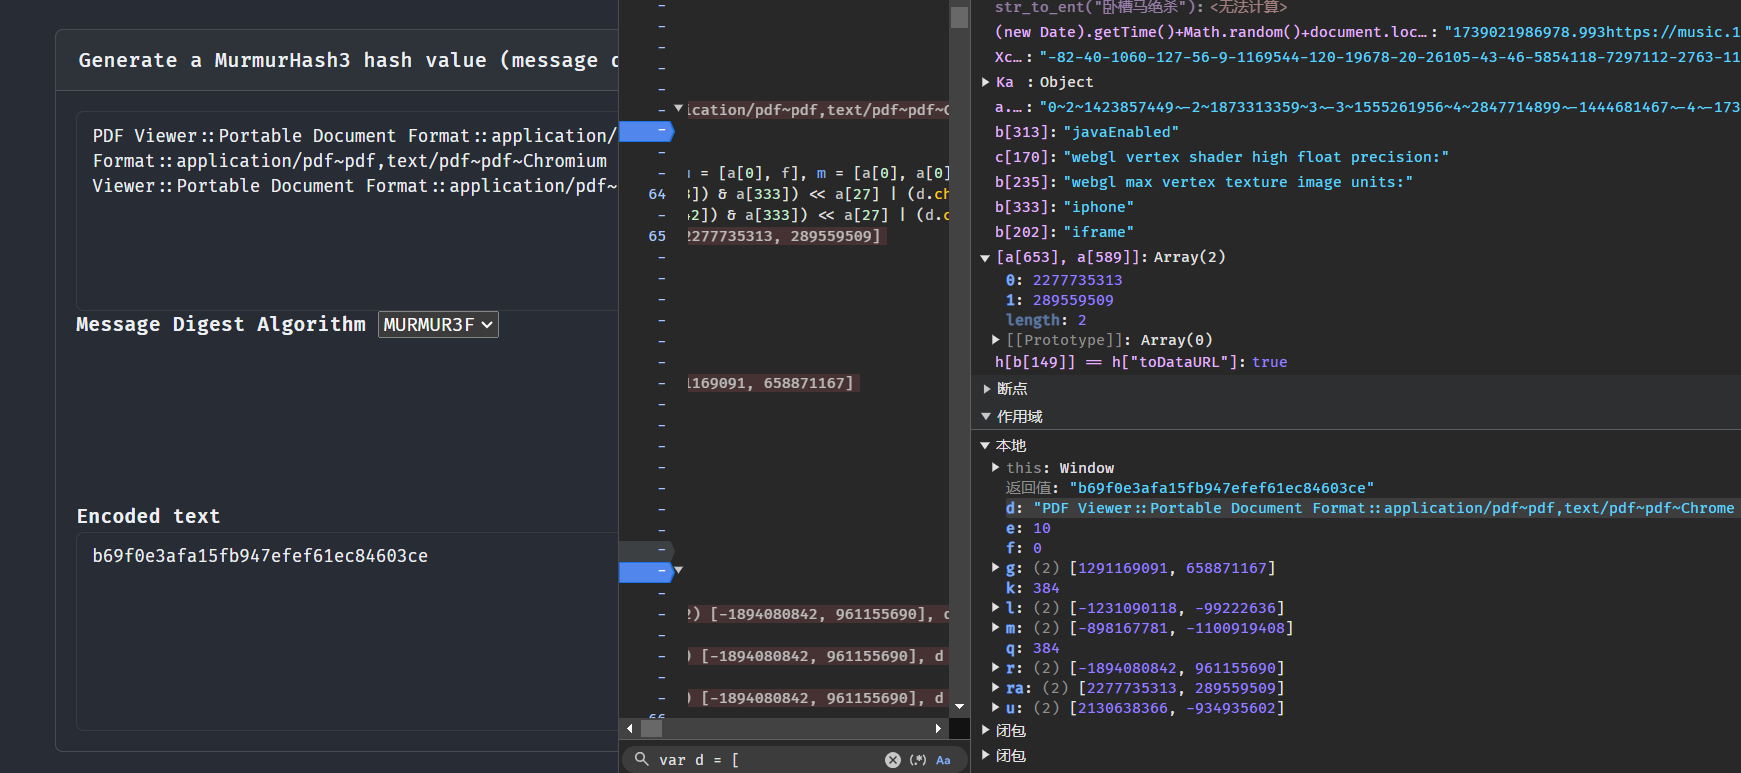 Generate a MurmurHash3 hash value (message d
PDF Viewer::Portable Document Format::application/
Format::application/pdf~pdf,text/pdf~pdf~Chromium
Viewer::Portable Document Format::application/pdf~
Message Digest Algorithm MURMUR3F
Encoded text
b69f0e3afa15fb947efef61ec84603ce
ication/pdf~pdf,text/pdf~pdf~C
= [a[0], f], m = [a[0], a[0]
64 ]) & a[333]) << a[27] | (d.ch
42]) & a[333]) << a[27] | (d.c
65 2277735313, 289559509]
1169091, 658871167]
2) [-1894080842, 961155690], d
) [-1894080842, 961155690], d
) [-1894080842, 961155690], d
66
var d = [
(.*) Aa
str_to_ent("卧槽马绝杀"): <无法计算>
(new Date).getTime()+Math.random()+document.loc…: "1739021986978.993https://music.1
Xc…: "-82-40-1060-127-56-9-1169544-120-19678-20-26105-43-46-5854118-7297112-2763-11
Ka : Object
a.…: "0~2~1423857449~-2~1873313359~3~-3~1555261956~4~2847714899~-1444681467~-4~-173
b[313]: "javaEnabled"
c[170]: "webgl vertex shader high float precision:"
b[235]: "webgl max vertex texture image units:"
b[333]: "iphone"
b[202]: "iframe"
[a[653], a[589]]: Array(2)
0: 2277735313
1: 289559509
length: 2
[[Prototype]]: Array(0)
h[b[149]] == h["toDataURL"]: true
断点
作用域
本地
this: Window
返回值: "b69f0e3afa15fb947efef61ec84603ce"
d: "PDF Viewer::Portable Document Format::application/pdf~pdf,text/pdf~pdf~Chrome
e: 10
f: 0
g: (2) [1291169091, 658871167]
k: 384
l: (2) [-1231090118, -99222636]
m: (2) [-898167781, -1100919408]
q: 384
r: (2) [-1894080842, 961155690]
ra: (2) [2277735313, 289559509]
u: (2) [2130638366, -934935602]
闭包
闭包